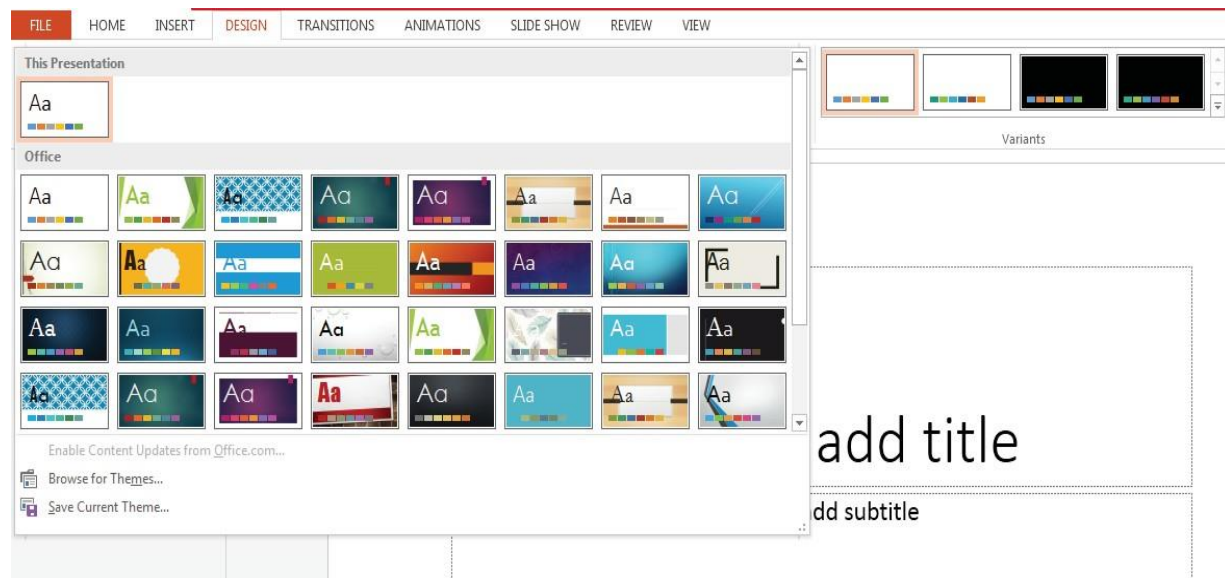 FILE HOME INSERT DESIGN TRANSITIONS ANIMATIONS SLIDE SHOW REVIEW VIEW
This Presentation
Aa
Office
Aa Aa Aa Aa Aa Aa Aa Aa
Aa Aa Aa Aa Aa Aa Aa Aa
Aa Aa Aa Aa Aa Aa Aa
Aa Aa Aa Aa Aa Aa Aa Aa
Enable Content Updates from Office.com...
Browse for Themes...
Save Current Theme...
Variants
add title
dd subtitle